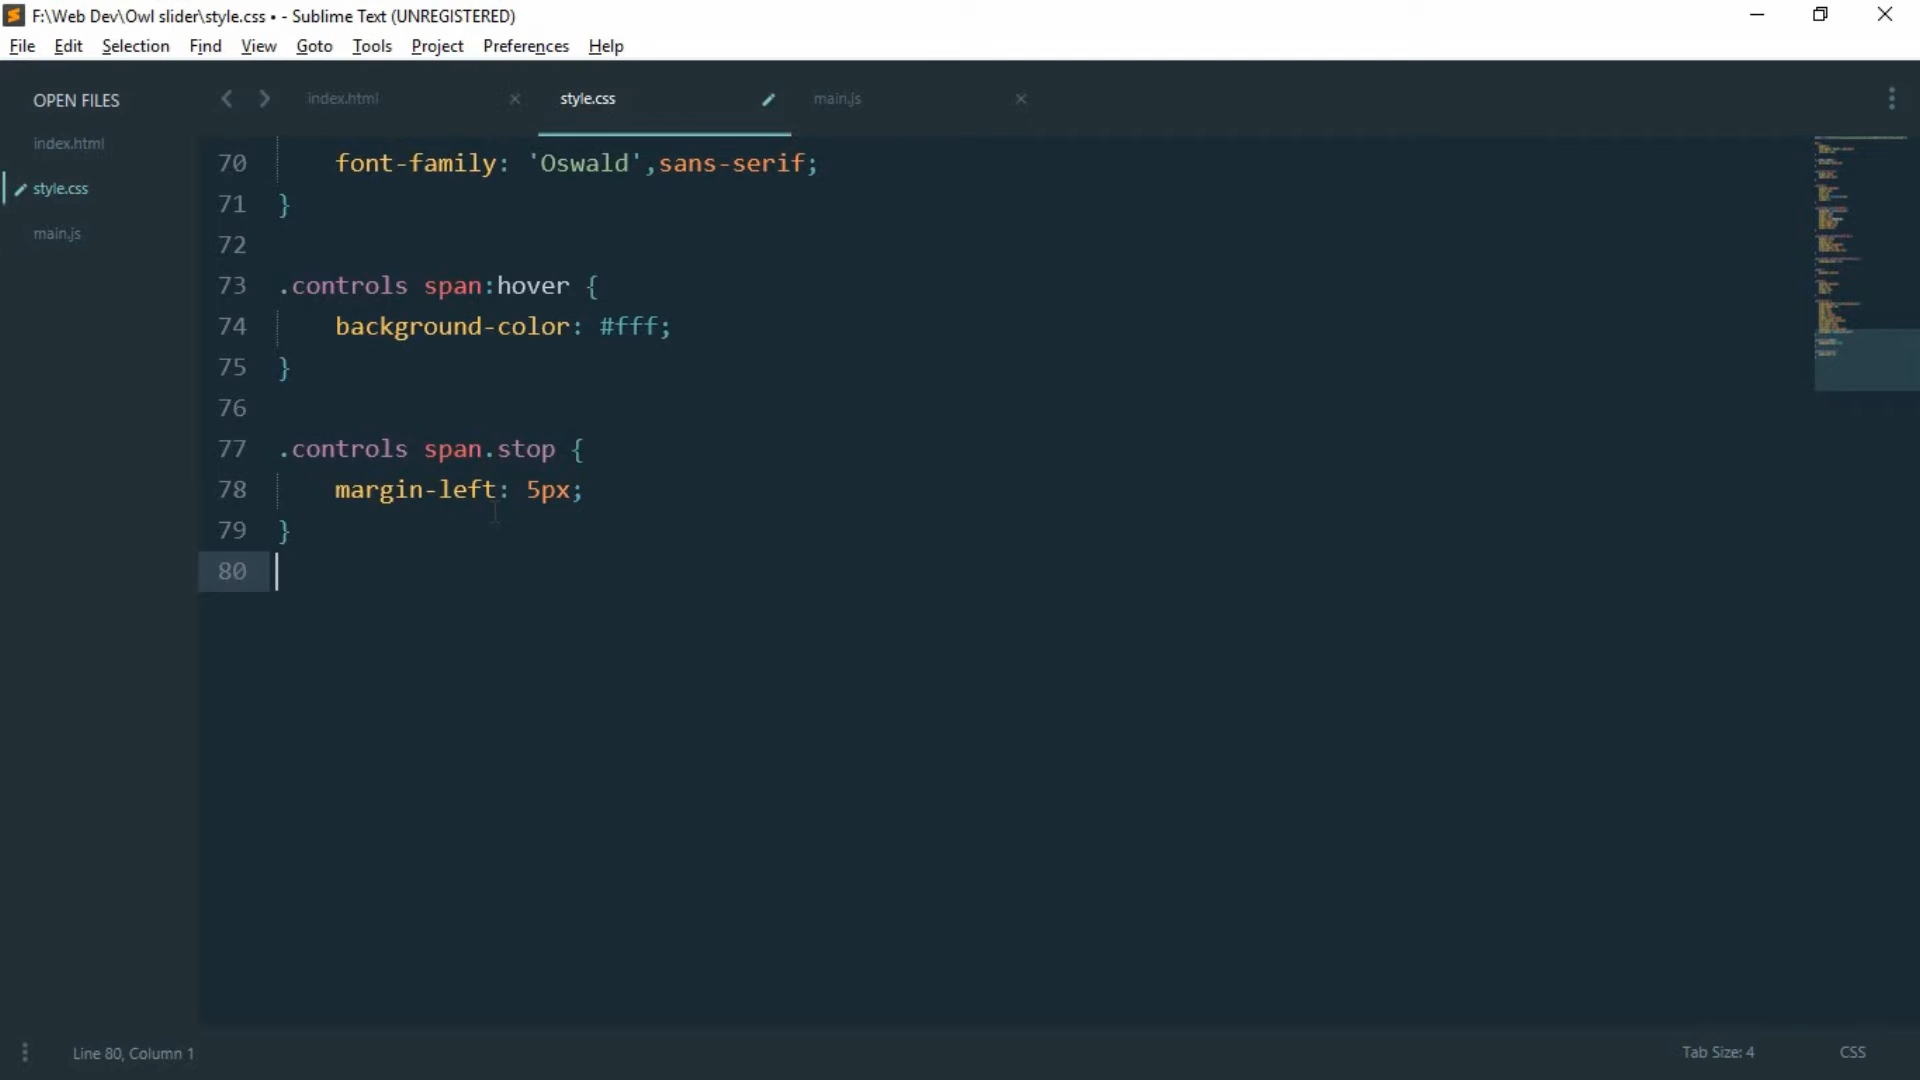 F:\Web Dev\Owl slider\style.css • - Sublime Text (UNREGISTERED)
File Edit Selection Find View Goto Tools Project Preferences Help
OPEN FILES
index.html
style.css
main.js
index.html style.css main.js
70 font-family: 'Oswald',sans-serif;
71 }
72
73 .controls span:hover {
74 background-color: #fff;
75 }
76
77 .controls span.stop {
78 margin-left: 5px;
79 }
80
Line 80, Column 1 Tab Size: 4 CSS